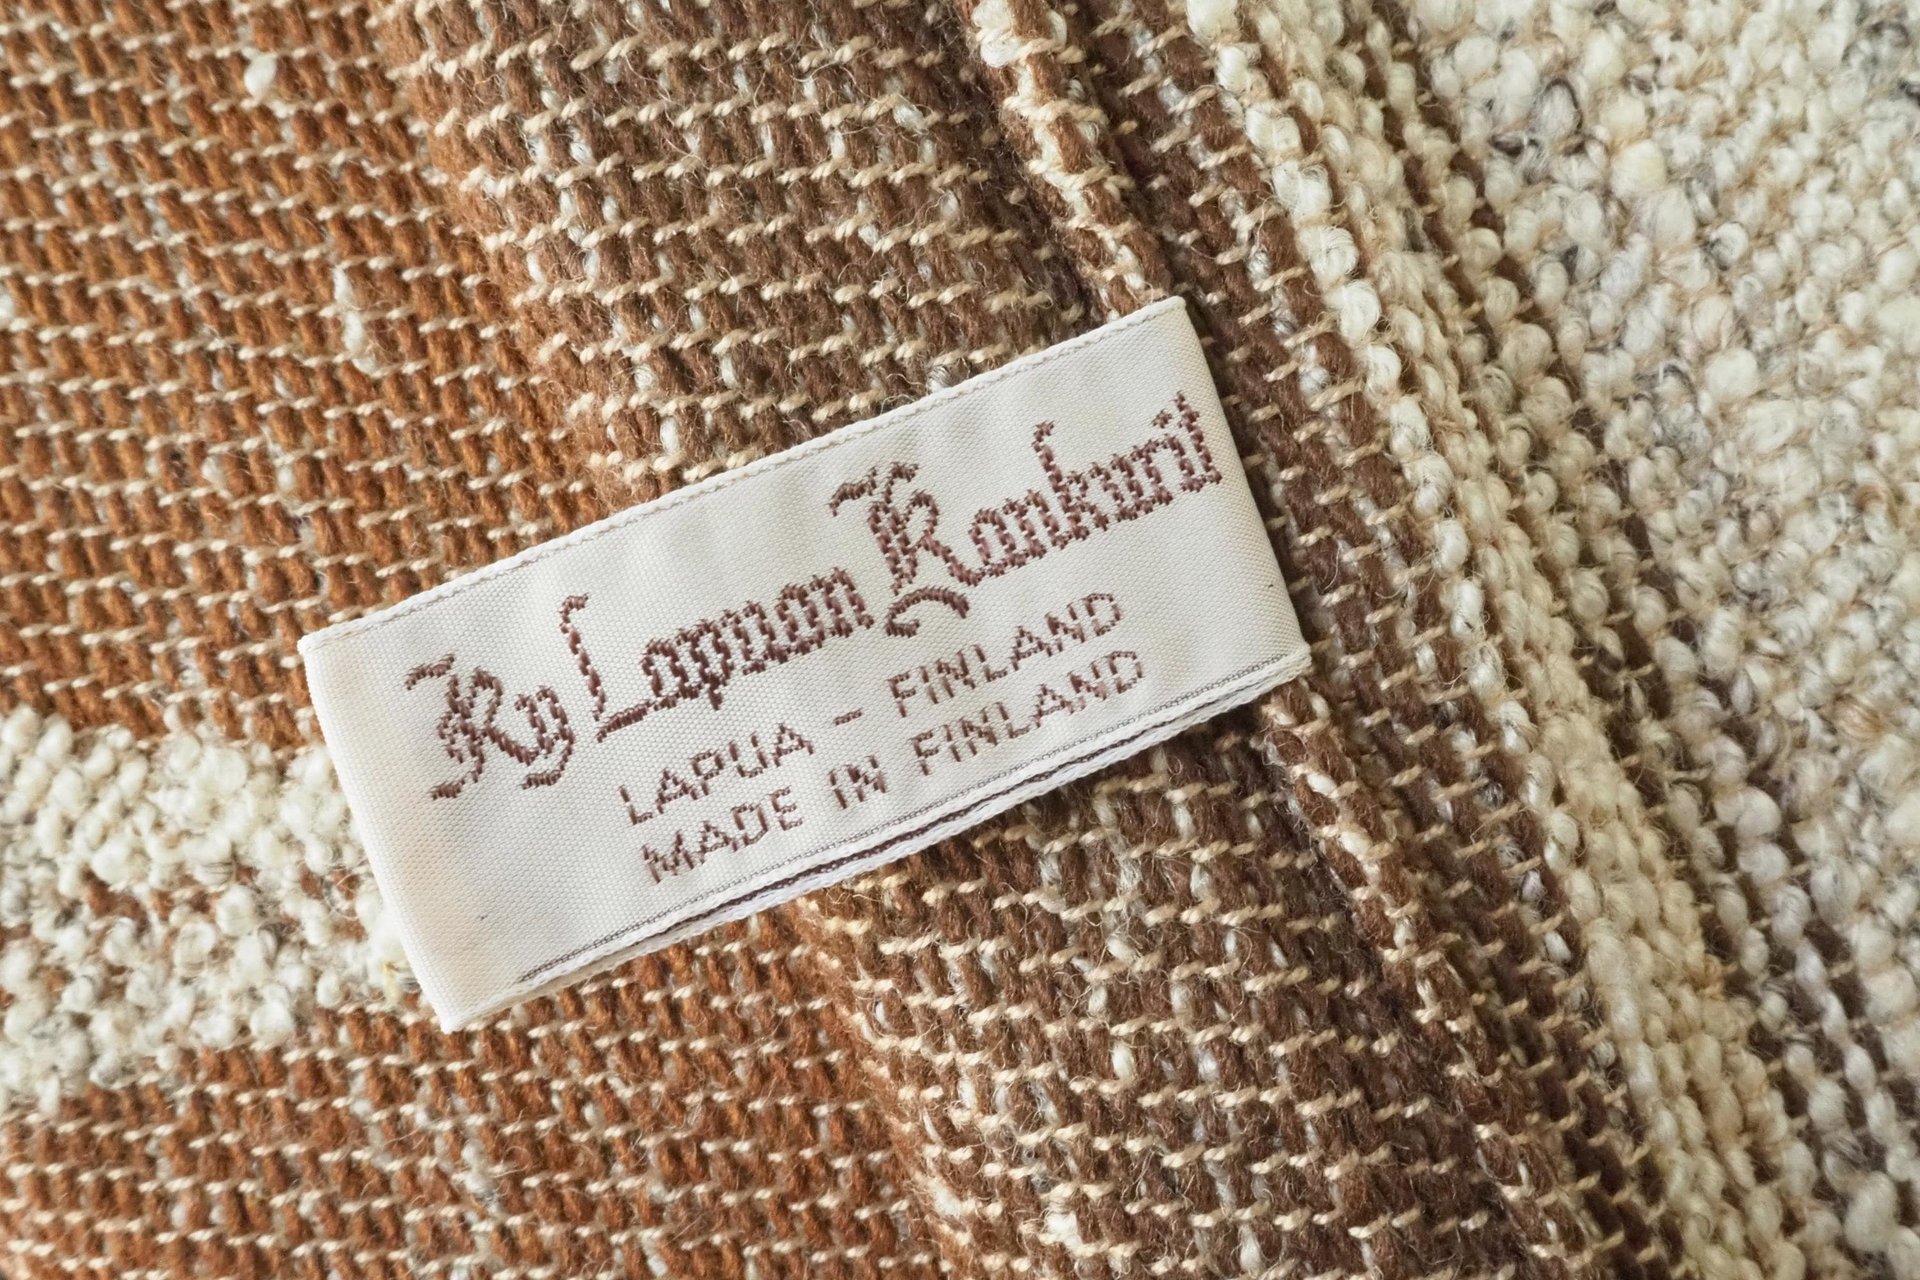 Ky Lapuan Kankurit
LAPUA - FINLAND
MADE IN FINLAND